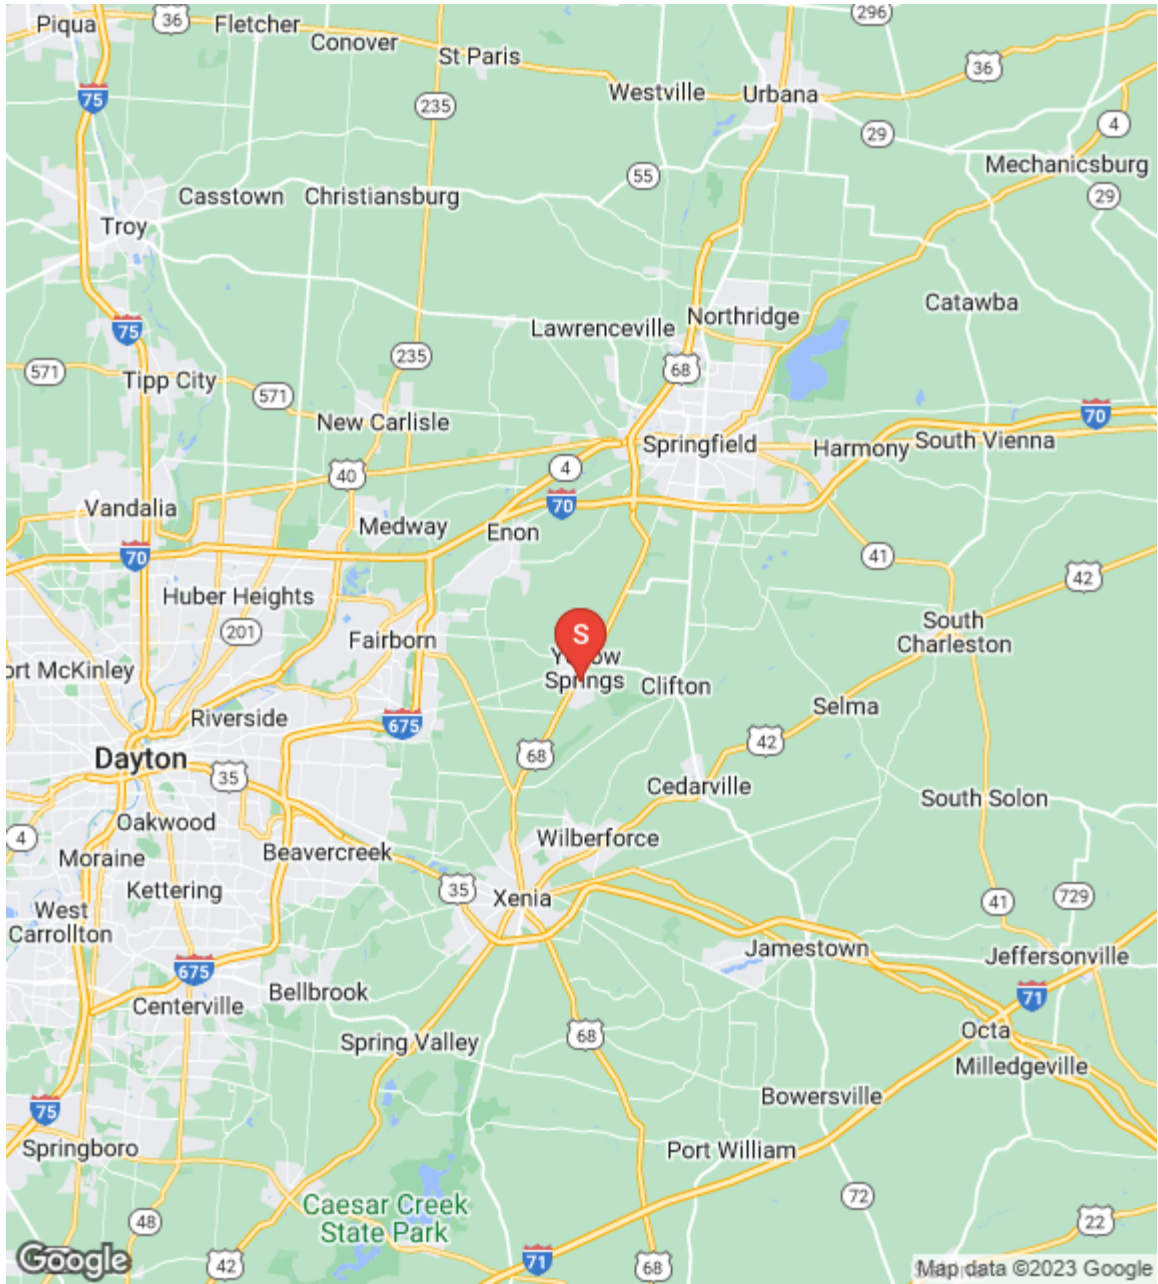 Piqua
36
Fletcher
Conover
St Paris
296
36
75
235
Westville
Urbana
29
4
Mechanicsburg
55
29
Casstown
Christiansburg
Troy
Catawba
Northridge
Lawrenceville
75
235
68
571
Tipp City
571
New Carlisle
70
South Vienna
Springfield
Harmony
4
40
70
Vandalia
Medway
Enon
70
41
42
Huber Heights
201
Fairborn
S
South
Charleston
Springs
Clifton
ort McKinley
Selma
Riverside
675
42
68
Dayton
35
Cedarville
South Solon
Oakwood
4
Wilberforce
Beavercreek
Moraine
Kettering
35
Xenia
41
729
West
Carrollton
Jamestown
Jeffersonville
675
Bellbrook
71
Centerville
68
Octa
Spring Valley
Milledgeville
75
Bowersville
Springboro
Port William
72
Caesar Creek
State Park
48
22
42
71
68
Google
Map data ©2023 Google